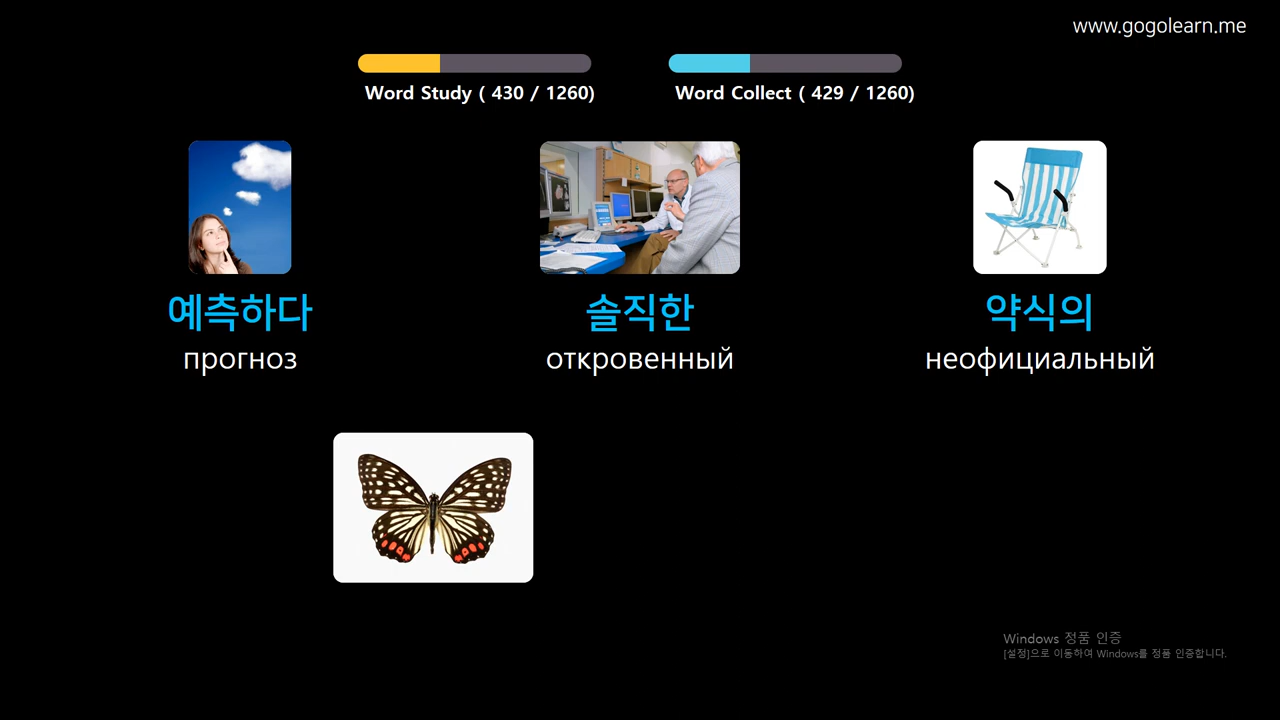 www.gogolearn.me
Word Study ( 430 / 1260)
Word Collect ( 429 / 1260)
예측하다
솔직한
약식의
прогноз
откровенный
неофициальный
Windows 정품 인증
[설정]으로 이동하여 Windows를 정품 인증합니다.